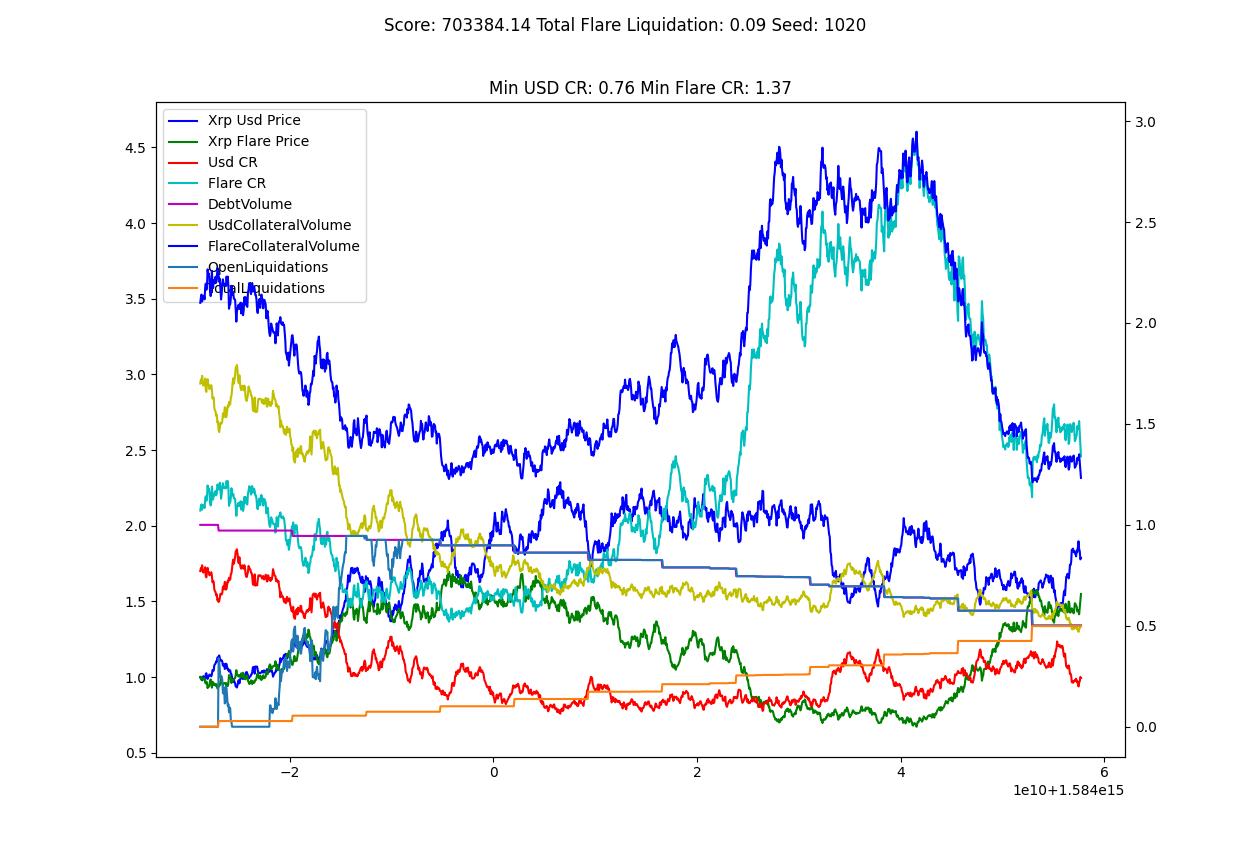 Score: 703384.14 Total Flare Liquidation: 0.09 Seed: 1020
Min USD CR: 0.76 Min Flare CR: 1.37
Xrp Usd Price
Xrp Flare Price
Usd CR
Flare CR
DebtVolume
UsdCollateralVolume
FlareCollateralVolume
OpenLiquidations
TotalLiquidations
4.5
4.0
3.5
3.0
2.5
2.0
1.5
1.0
0.5
3.0
2.5
2.0
1.5
1.0
0.5
0.0
−2
0
2
4
6
1e10+1.584e15